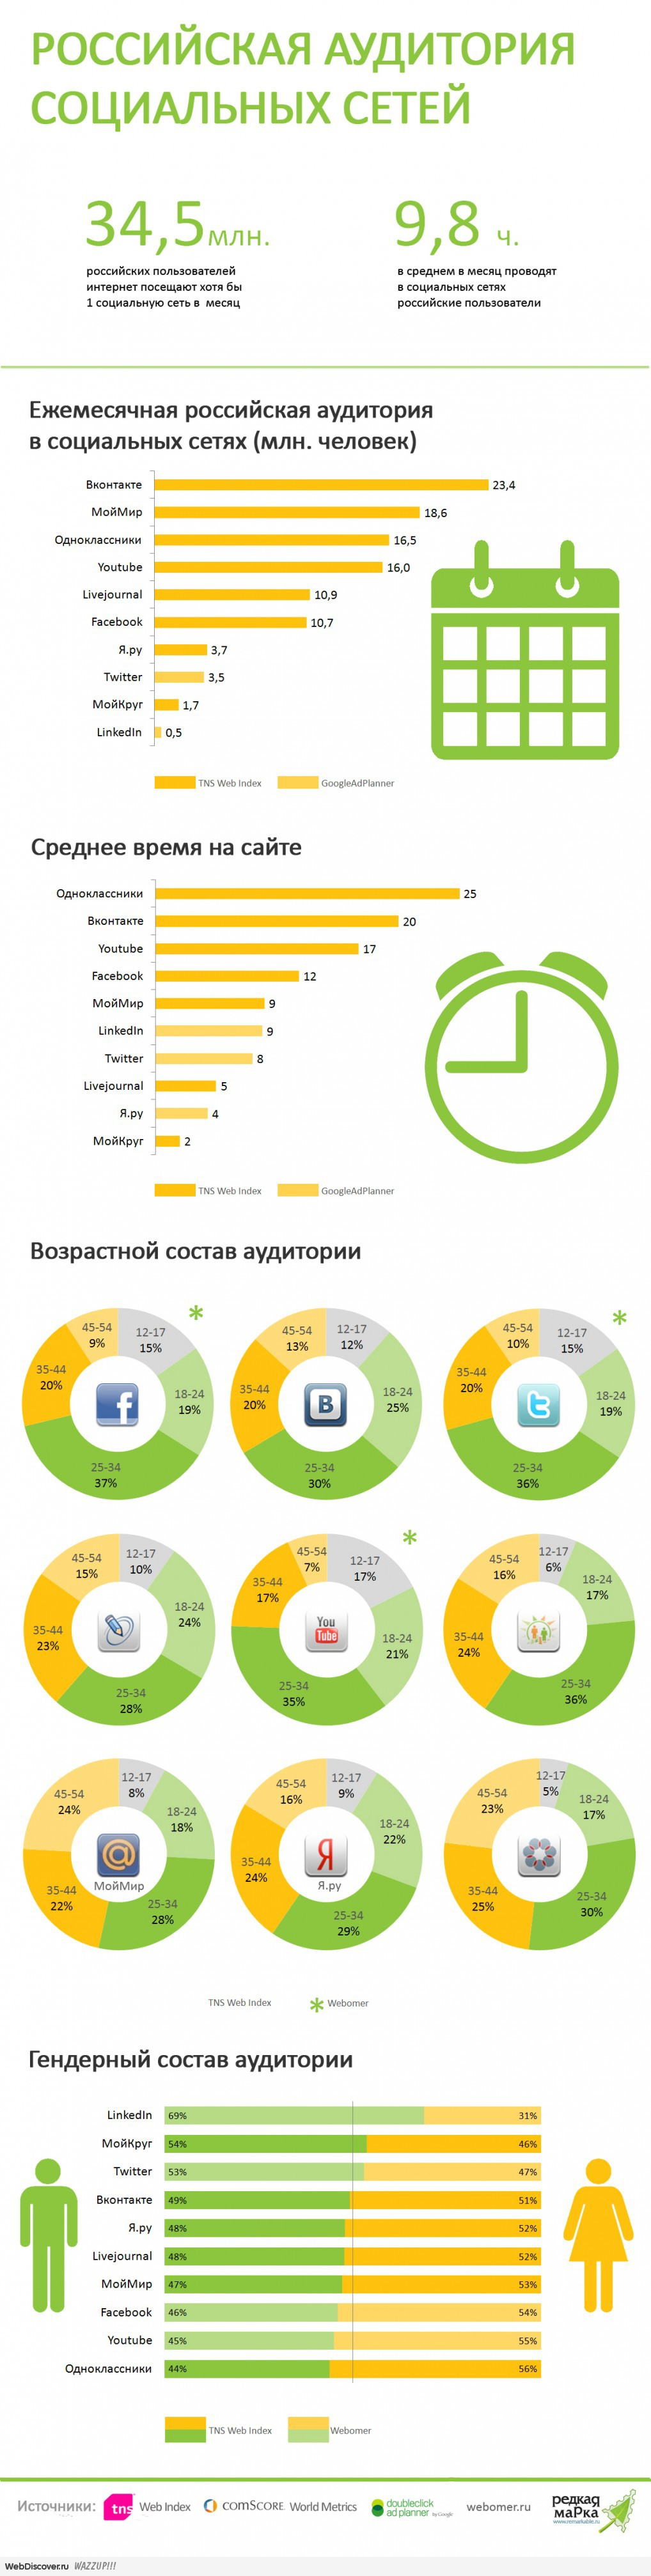 РОССИЙСКАЯ АУДИТОРИЯ
СОЦИАЛЬНЫХ СЕТЕЙ
34,5 млн.
российских пользователей
интернет посещают хотя бы
1 социальную сеть в месяц
9,8 ч.
в среднем в месяц проводят
в социальных сетях
российские пользователи
Ежемесячная российская аудитория
в социальных сетях (млн. человек)
Вконтакте 23,4
МойМир 18,6
Одноклассники 16,5
Youtube 16,0
Livejournal 10,9
Facebook 10,7
Я.ру 3,7
Twitter 3,5
МойКруг 1,7
LinkedIn 0,5
TNS Web Index GoogleAdPlanner
Среднее время на сайте
Одноклассники 25
Вконтакте 20
Youtube 17
Facebook 12
МойМир 9
LinkedIn 9
Twitter 8
Livejournal 5
Я.ру 4
МойКруг 2
TNS Web Index GoogleAdPlanner
Возрастной состав аудитории
12-17
15%
18-24
19%
25-34
37%
35-44
20%
45-54
9%
f
*
12-17
12%
18-24
25%
25-34
30%
35-44
20%
45-54
13%
В
12-17
15%
18-24
19%
25-34
36%
35-44
20%
45-54
10%
t
*
12-17
10%
18-24
24%
25-34
28%
35-44
23%
45-54
15%
12-17
17%
18-24
21%
25-34
35%
35-44
17%
45-54
7%
You
Tube
*
12-17
6%
18-24
17%
25-34
36%
35-44
24%
45-54
16%
12-17
8%
18-24
18%
25-34
28%
35-44
22%
45-54
24%
@
МойМир
12-17
9%
18-24
22%
25-34
29%
35-44
24%
45-54
16%
Я
Я.ру
12-17
5%
18-24
17%
25-34
30%
35-44
25%
45-54
23%
TNS Web Index * Webomer
Гендерный состав аудитории
LinkedIn 69% 31%
МойКруг 54% 46%
Twitter 53% 47%
Вконтакте 49% 51%
Я.ру 48% 52%
Livejournal 48% 52%
МойМир 47% 53%
Facebook 46% 54%
Youtube 45% 55%
Одноклассники 44% 56%
TNS Web Index Webomer
Источники: tns Web Index comScore World Metrics doubleclick ad planner by Google webomer.ru
редкая
маРка
www.remarkable.ru
WebDiscover.ru WAZZUP!!!